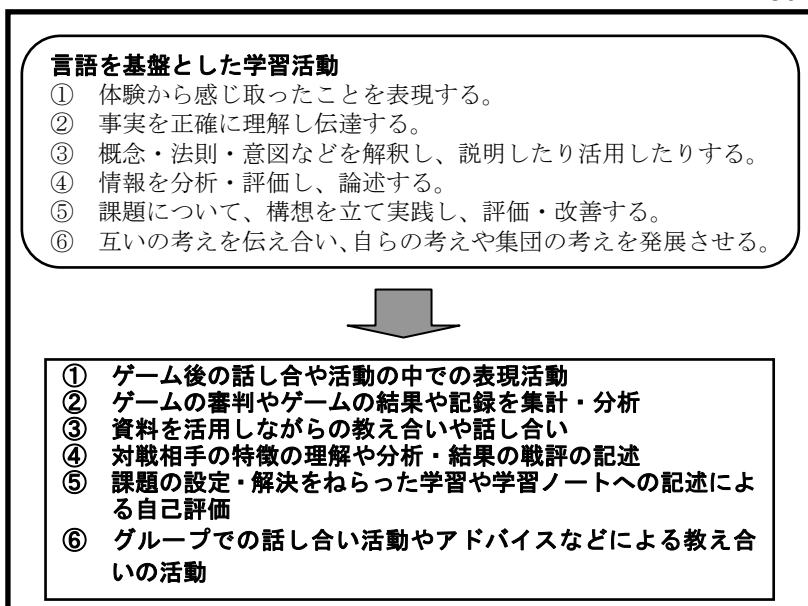 言語を基盤とした学習活動
① 体験から感じ取ったことを表現する。
② 事実を正確に理解し伝達する。
③ 概念・法則・意図などを解釈し、説明したり活用したりする。
④ 情報を分析・評価し、論述する。
⑤ 課題について、構想を立て実践し、評価・改善する。
⑥ 互いの考えを伝え合い、自らの考えや集団の考えを発展させる。
① ゲーム後の話し合や活動の中での表現活動
② ゲームの審判やゲームの結果や記録を集計・分析
③ 資料を活用しながらの教え合いや話し合い
④ 対戦相手の特徴の理解や分析・結果の戦評の記述
⑤ 課題の設定・解決をねらった学習や学習ノートへの記述によ
る自己評価
⑥ グループでの話し合い活動やアドバイスなどによる教え合
いの活動